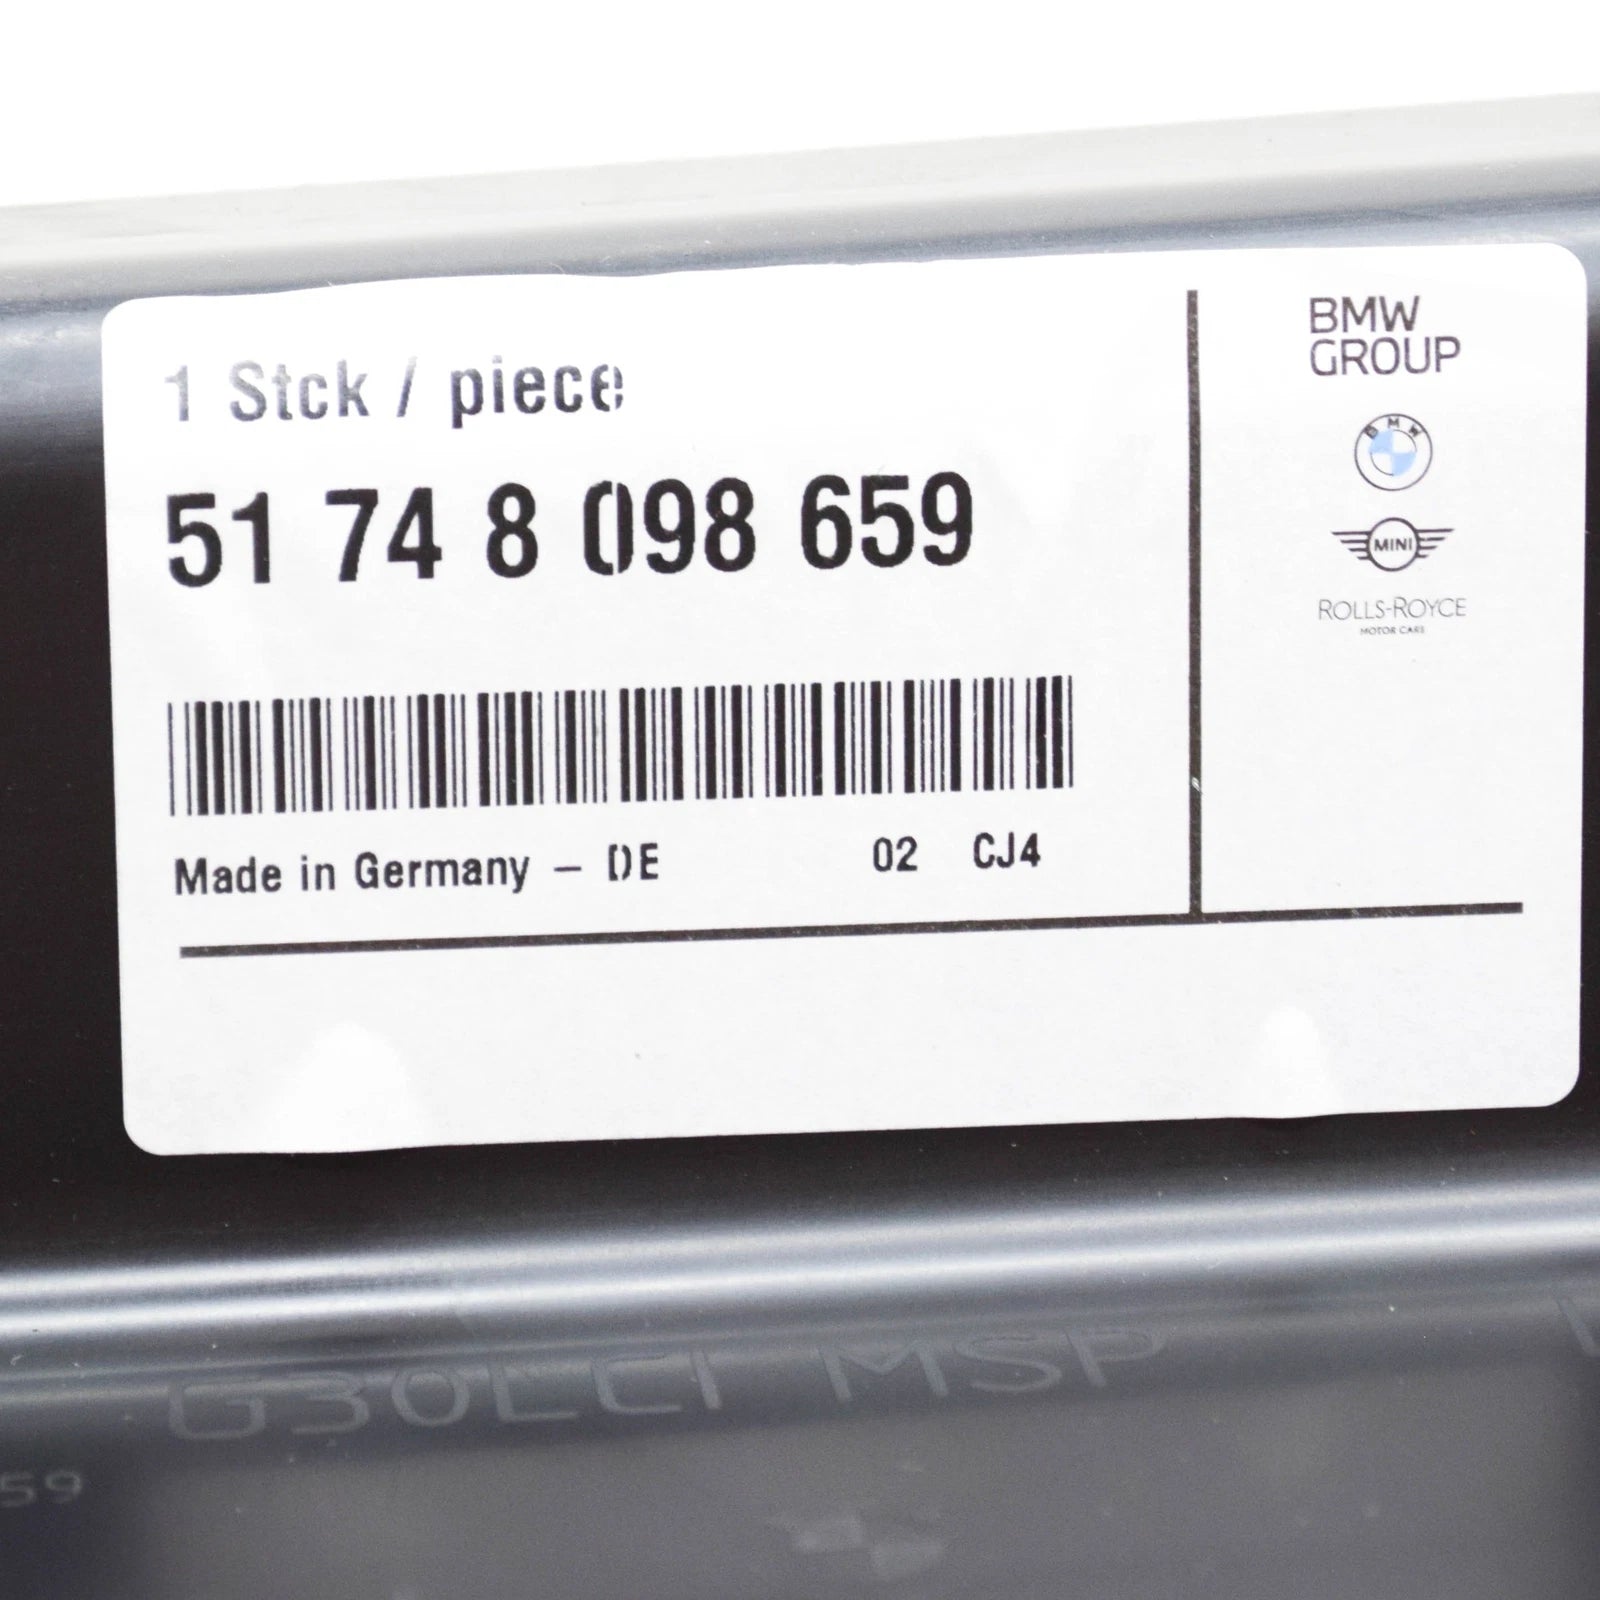 1 Stck / piece
51 74 8 098 659
Made in Germany – DE 02 CJ4
BMW
GROUP
BMW
MINI
ROLLS-ROYCE
MOTOR CARS
G30LCI MSP
59